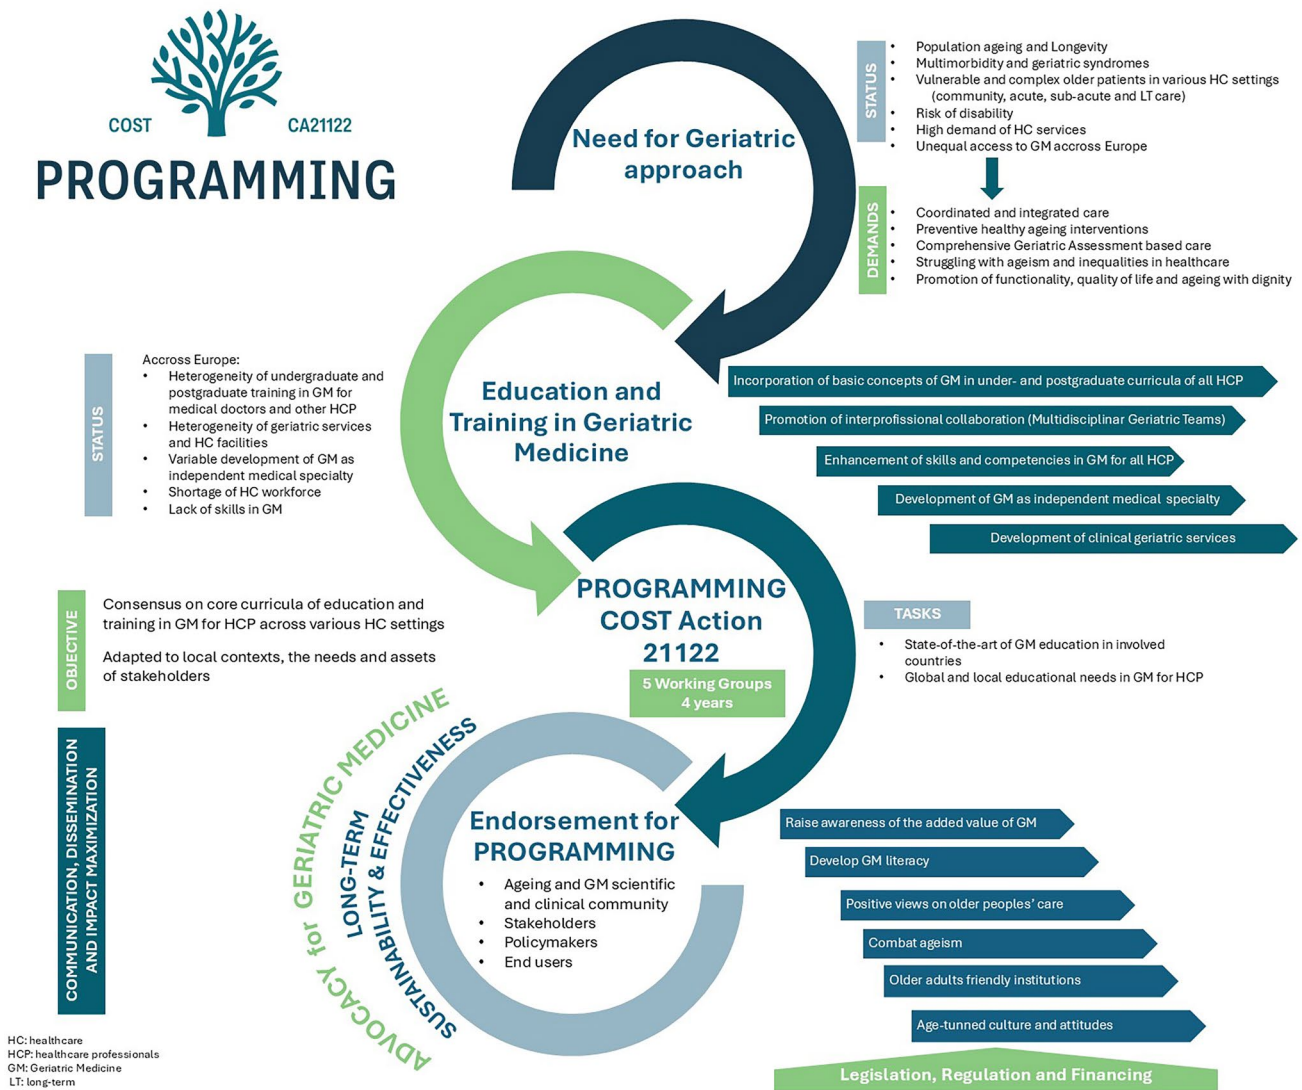 COST CA21122
PROGRAMMING
Need for Geriatric
approach
STATUS
• Population ageing and Longevity
• Multimorbidity and geriatric syndromes
• Vulnerable and complex older patients in various HC settings
(community, acute, sub-acute and LT care)
• Risk of disability
• High demand of HC services
• Unequal access to GM accross Europe
DEMANDS
• Coordinated and integrated care
• Preventive healthy ageing interventions
• Comprehensive Geriatric Assessment based care
• Struggling with ageism and inequalities in healthcare
• Promotion of functionality, quality of life and ageing with dignity
STATUS
Accross Europe:
• Heterogeneity of undergraduate and
postgraduate training in GM for
medical doctors and other HCP
• Heterogeneity of geriatric services
and HC facilities
• Variable development of GM as
independent medical specialty
• Shortage of HC workforce
• Lack of skills in GM
Education and
Training in Geriatric
Medicine
Incorporation of basic concepts of GM in under- and postgraduate curricula of all HCP
Promotion of interprofissional collaboration (Multidisciplinar Geriatric Teams)
Enhancement of skills and competencies in GM for all HCP
Development of GM as independent medical specialty
Development of clinical geriatric services
OBJECTIVE
Consensus on core curricula of education and
training in GM for HCP across various HC settings
Adapted to local contexts, the needs and assets
of stakeholders
PROGRAMMING
COST Action
21122
5 Working Groups
4 years
TASKS
• State-of-the-art of GM education in involved
countries
• Global and local educational needs in GM for HCP
COMMUNICATION, DISSEMINATION
AND IMPACT MAXIMIZATION
ADVOCACY for GERIATRIC MEDICINE
LONG-TERM
SUSTAINABILITY & EFFECTIVENESS
Endorsement for
PROGRAMMING
• Ageing and GM scientific
and clinical community
• Stakeholders
• Policymakers
• End users
Raise awareness of the added value of GM
Develop GM literacy
Positive views on older peoples' care
Combat ageism
Older adults friendly institutions
Age-tunned culture and attitudes
Legislation, Regulation and Financing
HC: healthcare
HCP: healthcare professionals
GM: Geriatric Medicine
LT: long-term